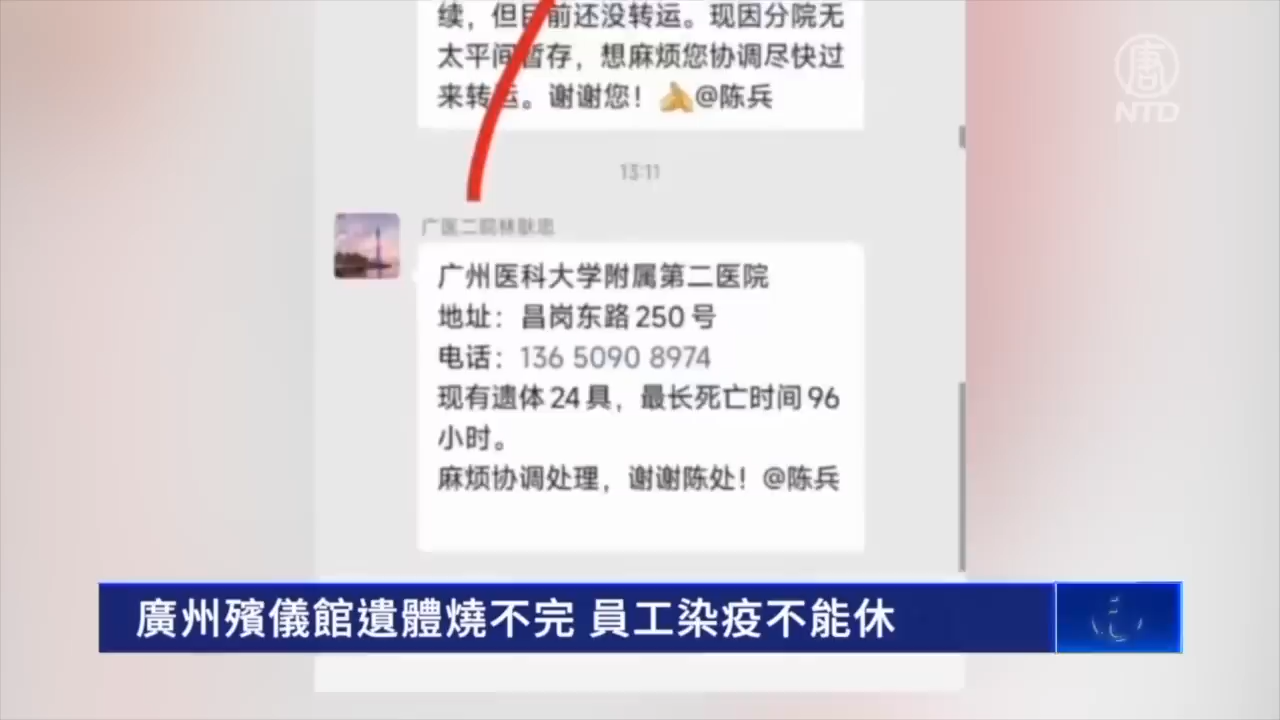 续，但目前还没转运。现因分院无
太平间暂存，想麻烦您协调尽快过
来转运。谢谢您！🙏@陈兵
唐
NTD
13:11
广医二院林耿忠
广州医科大学附属第二医院
地址：昌岗东路250号
电话：136 5090 8974
现有遗体24具，最长死亡时间96
小时。
麻烦协调处理，谢谢陈处！@陈兵
廣州殯儀館遺體燒不完 員工染疫不能休